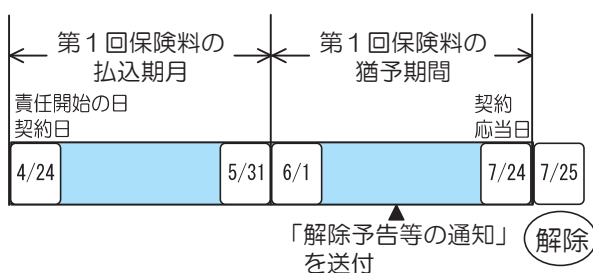 第1回保険料の
払込期月
第1回保険料の
猶予期間
責任開始の日
契約日
契約
応当日
4/24
5/31
6/1
7/24
7/25
「解除予告等の通知」
を送付
解除